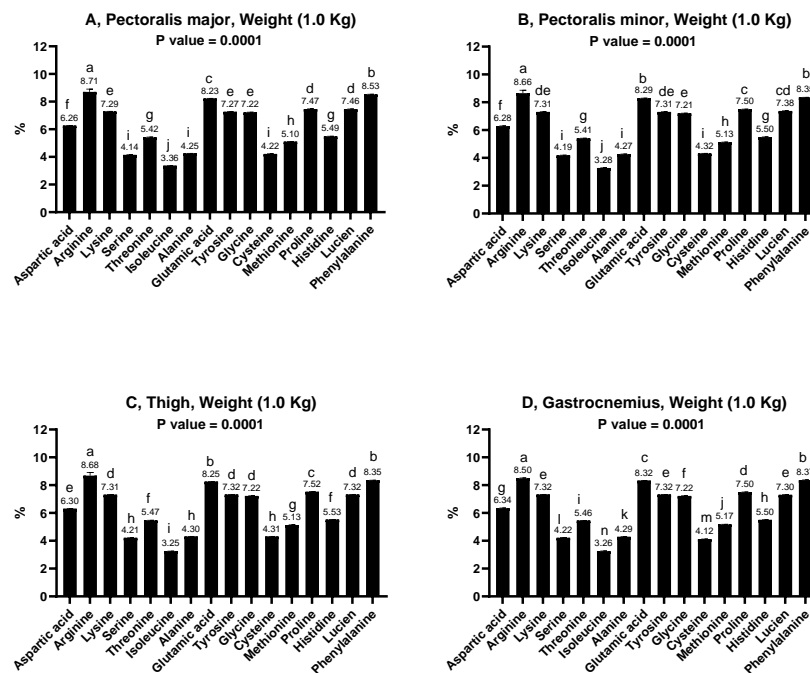 A, Pectoralis major, Weight (1.0 Kg)
P value = 0.0001
%
12
10
8
6
4
2
0
f a e i g j i c e e i h d g d b
6.26 8.71 7.29 4.14 5.42 3.36 4.25 8.23 7.27 7.22 4.22 5.10 7.47 5.49 7.46 8.53
Aspartic acid
Arginine
Lysine
Serine
Threonine
Isoleucine
Alanine
Glutamic acid
Tyrosine
Glycine
Cysteine
Methionine
Proline
Histidine
Lucien
Phenylalanine
B, Pectoralis minor, Weight (1.0 Kg)
P value = 0.0001
%
12
10
8
6
4
2
0
f a de i g j i b de e i h c g cd b
6.28 8.66 7.31 4.19 5.41 3.28 4.27 8.29 7.31 7.21 4.32 5.13 7.50 5.50 7.38
Aspartic acid
Arginine
Lysine
Serine
Threonine
Isoleucine
Alanine
Glutamic acid
Tyrosine
Glycine
Cysteine
Methionine
Proline
Histidine
Lucien
Phenylalanine
C, Thigh, Weight (1.0 Kg)
P value = 0.0001
%
12
10
8
6
4
2
0
e a d h f i h b d d h g c f d b
6.30 8.68 7.31 4.21 5.47 3.25 4.30 8.25 7.32 7.22 4.31 5.13 7.52 5.53 7.32 8.35
Aspartic acid
Arginine
Lysine
Serine
Threonine
Isoleucine
Alanine
Glutamic acid
Tyrosine
Glycine
Cysteine
Methionine
Proline
Histidine
Lucien
Phenylalanine
D, Gastrocnemius, Weight (1.0 Kg)
P value = 0.0001
%
12
10
8
6
4
2
0
g a e l i n k c e f m j d h e b
6.34 8.50 7.32 4.22 5.46 3.26 4.29 8.32 7.32 7.22 4.12 5.17 7.50 5.50 7.30
Aspartic acid
Arginine
Lysine
Serine
Threonine
Isoleucine
Alanine
Glutamic acid
Tyrosine
Glycine
Cysteine
Methionine
Proline
Histidine
Lucien
Phenylalanine